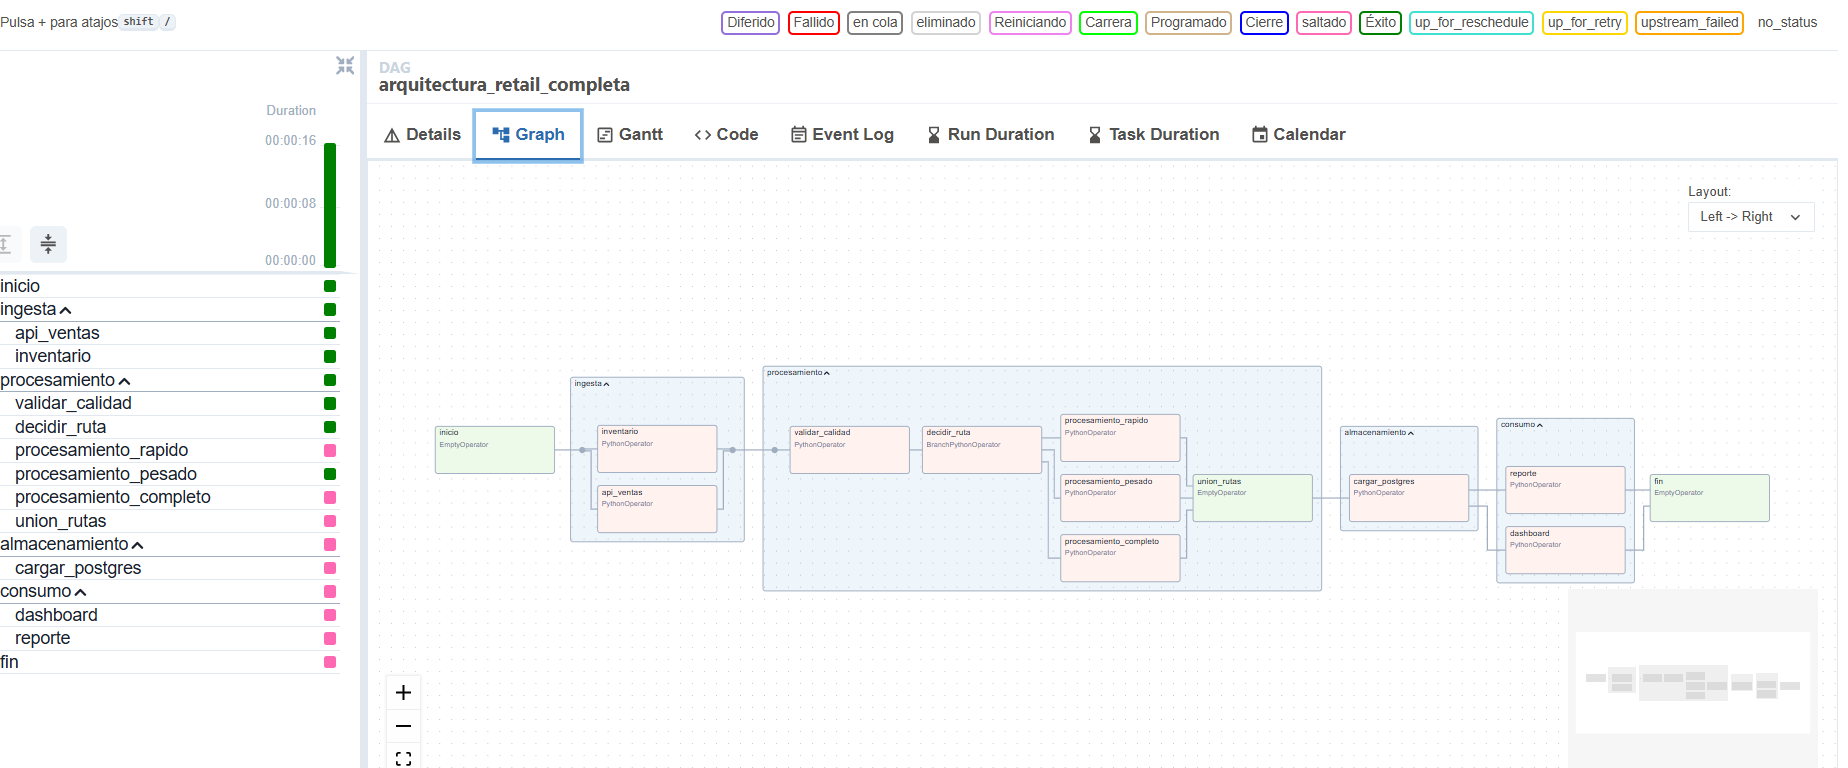 Pulsa + para atajos shift /
Diferido Fallido en cola eliminado Reiniciando Carrera Programado Cierre saltado Éxito up_for_reschedule up_for_retry upstream_failed no_status
DAG
arquitectura_retail_completa
Details Graph Gantt <> Code Event Log Run Duration Task Duration Calendar
Duration
00:00:16
00:00:08
00:00:00
inicio
ingesta
api_ventas
inventario
procesamiento
validar_calidad
decidir_ruta
procesamiento_rapido
procesamiento_pesado
procesamiento_completo
union_rutas
almacenamiento
cargar_postgres
consumo
dashboard
reporte
fin
Layout:
Left -> Right
inicio
EmptyOperator
ingesta
inventario
PythonOperator
api_ventas
PythonOperator
procesamiento
validar_calidad
PythonOperator
decidir_ruta
BranchPythonOperator
procesamiento_rapido
PythonOperator
procesamiento_pesado
PythonOperator
procesamiento_completo
PythonOperator
union_rutas
EmptyOperator
almacenamiento
cargar_postgres
PythonOperator
consumo
reporte
PythonOperator
dashboard
PythonOperator
fin
EmptyOperator